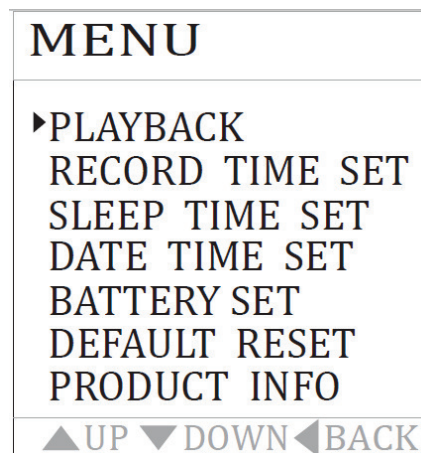 MENU
▶PLAYBACK
RECORD TIME SET
SLEEP TIME SET
DATE TIME SET
BATTERY SET
DEFAULT RESET
PRODUCT INFO
▲UP ▼DOWN ◀BACK